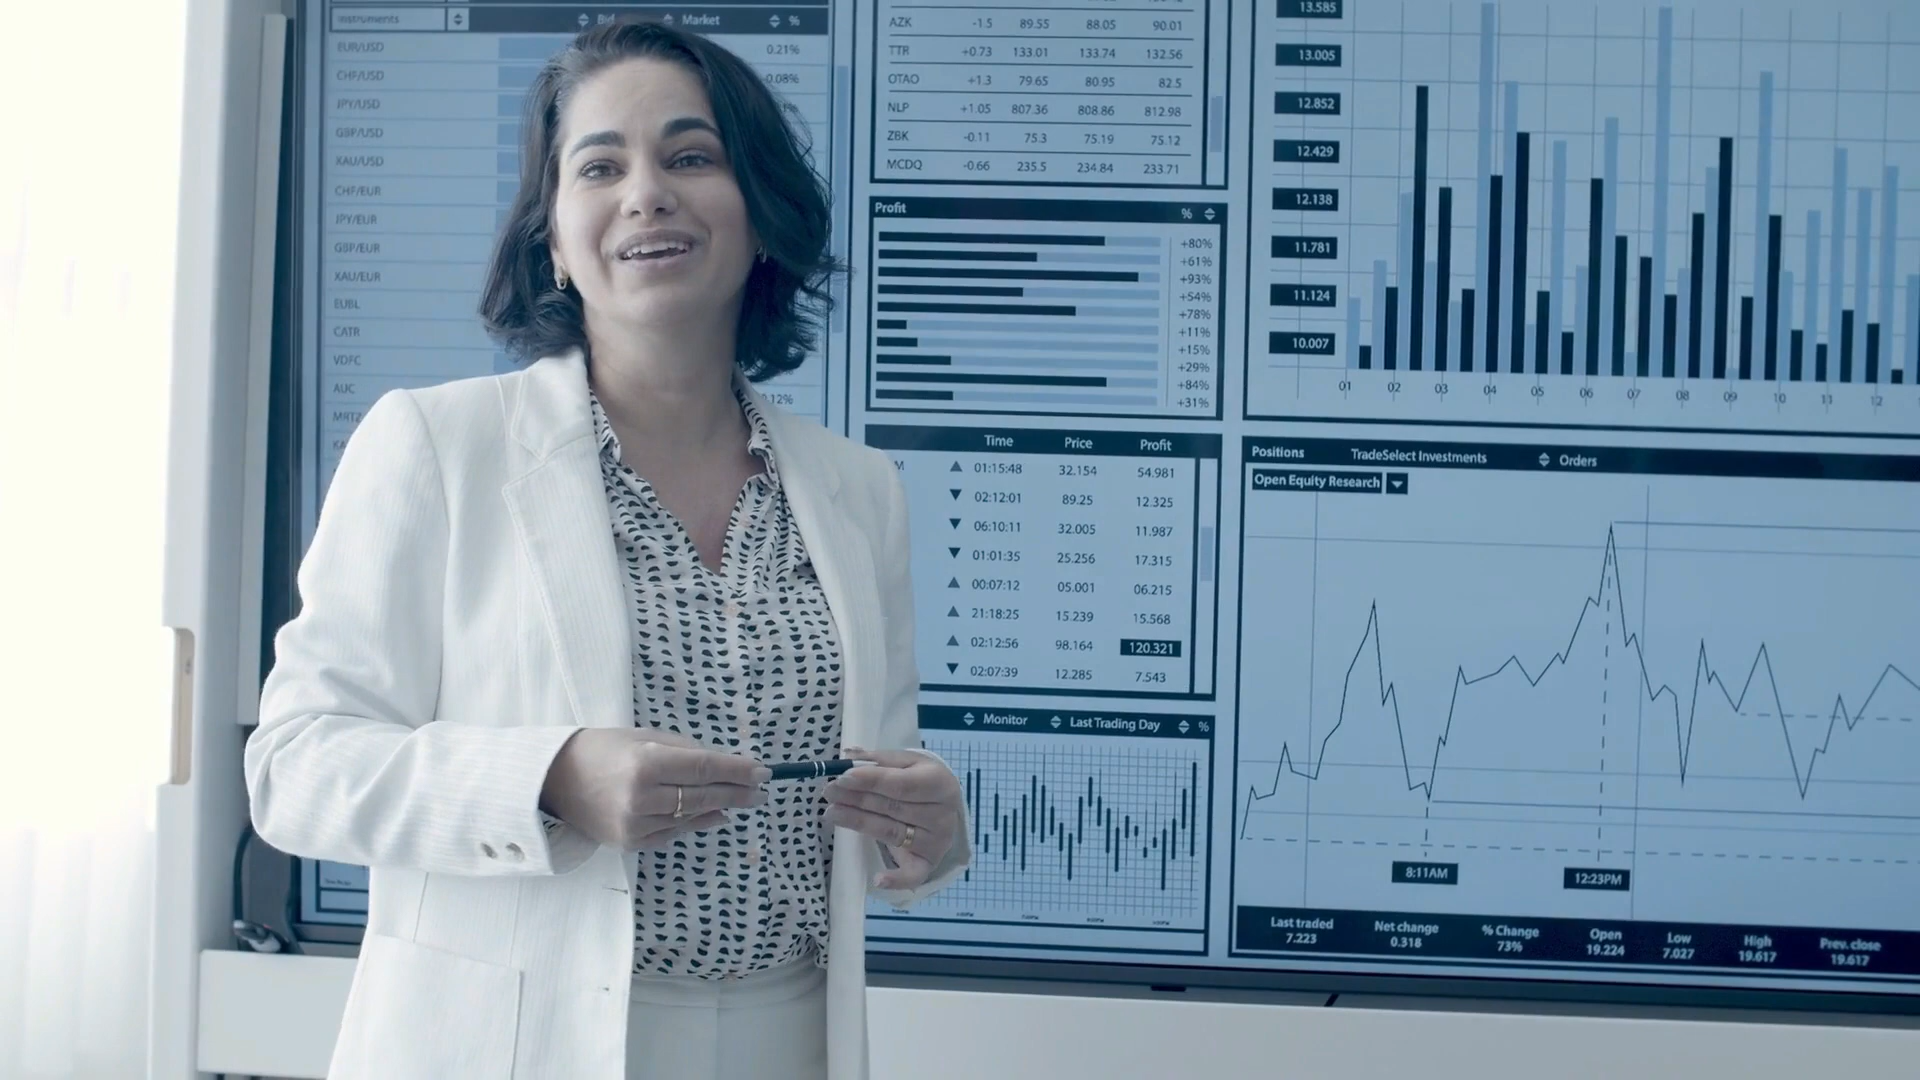 Instruments Bid Market %
EUR/USD 0.21%
CHF/USD -0.08%
JPY/USD
GBP/USD
XAU/USD
CHF/EUR
JPY/EUR
GBP/EUR
XAU/EUR
EUBL
CATR
VDFC
AUC 0.12%
MRTZ
AZK -1.5 89.55 88.05 90.01
TTR +0.73 133.01 133.74 132.56
OTAO +1.3 79.65 80.95 82.5
NLP +1.05 807.36 808.86 812.98
ZBK -0.11 75.3 75.19 75.12
MCDQ -0.66 235.5 234.84 233.71
Profit %
+80%
+61%
+93%
+54%
+78%
+11%
+15%
+29%
+84%
+31%
Time Price Profit
M 01:15:48 32.154 54.981
02:12:01 89.25 12.325
06:10:11 32.005 11.987
01:01:35 25.256 17.315
00:07:12 05.001 06.215
21:18:25 15.239 15.568
02:12:56 98.164 120.321
02:07:39 12.285 7.543
Monitor Last Trading Day %
13.585
13.005
12.852
12.429
12.138
11.781
11.124
10.007
01 02 03 04 05 06 07 08 09 10 11 12
Positions TradeSelect Investments Orders
Open Equity Research
8:11AM 12:23PM
Last traded Net change % Change Open Low High Prev. close
7.223 0.318 73% 19.224 7.027 19.617 19.617